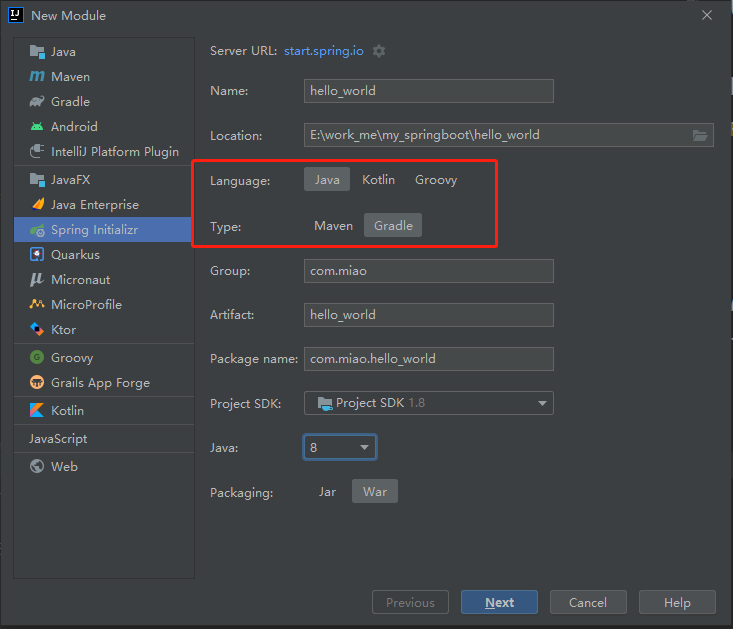 New Module
Java
Maven
Gradle
Android
IntelliJ Platform Plugin
JavaFX
Java Enterprise
Spring Initializr
Quarkus
Micronaut
MicroProfile
Ktor
Groovy
Grails App Forge
Kotlin
JavaScript
Web
Server URL: start.spring.io
Name: hello_world
Location: E:\work_me\my_springboot\hello_world
Language: Java Kotlin Groovy
Type: Maven Gradle
Group: com.miao
Artifact: hello_world
Package name: com.miao.hello_world
Project SDK: Project SDK 1.8
Java: 8
Packaging: Jar War
Previous Next Cancel Help